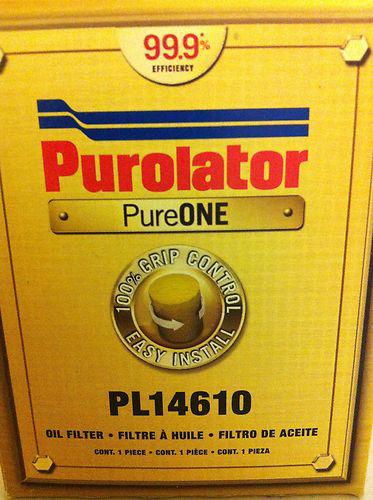 99.9%
EFFICIENCY
Purolator
PureONE
100% GRIP CONTROL
EASY INSTALL
PL14610
OIL FILTER • FILTRE À HUILE • FILTRO DE ACEITE
CONT. 1 PIECE • CONT. 1 PIÈCE • CONT. 1 PIEZA